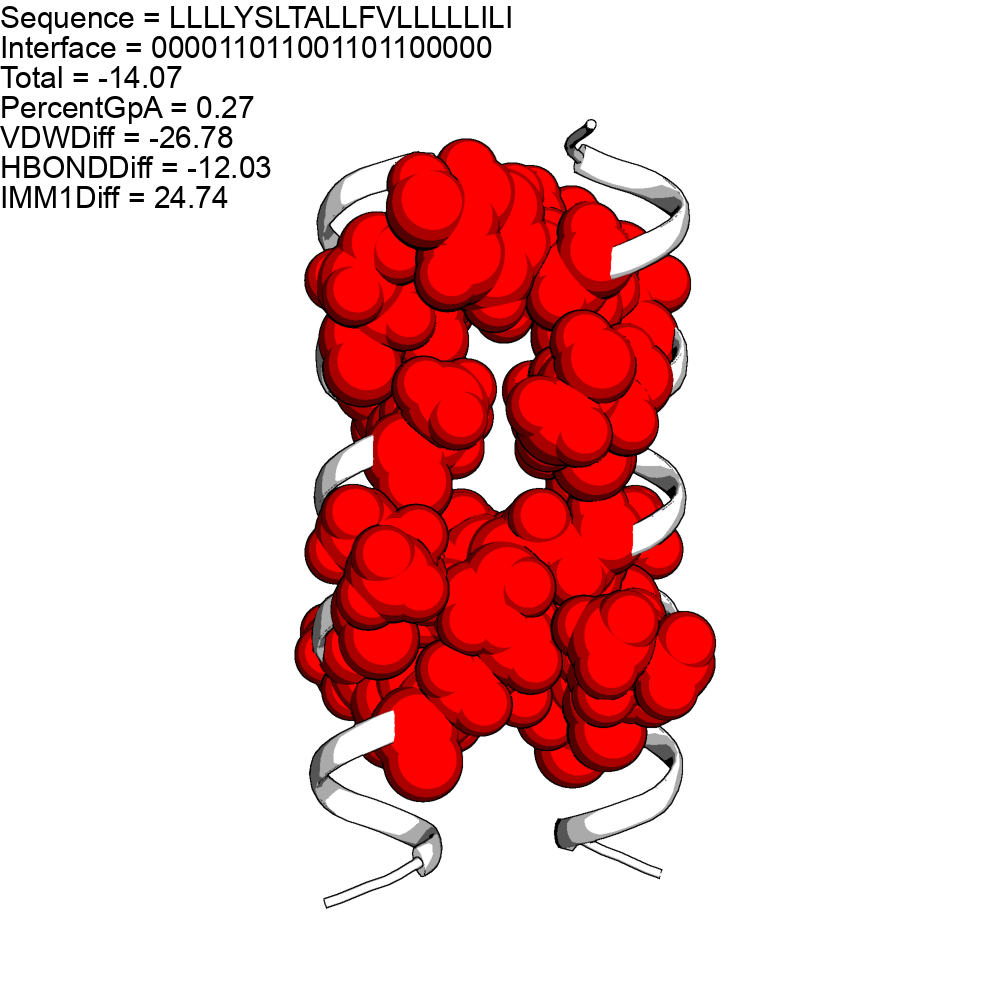 Sequence = LLLLYSLTALLFVLLLLLILI
Interface = 000011011001101100000
Total = -14.07
PercentGpA = 0.27
VDWDiff = -26.78
HBONDDiff = -12.03
IMM1Diff = 24.74